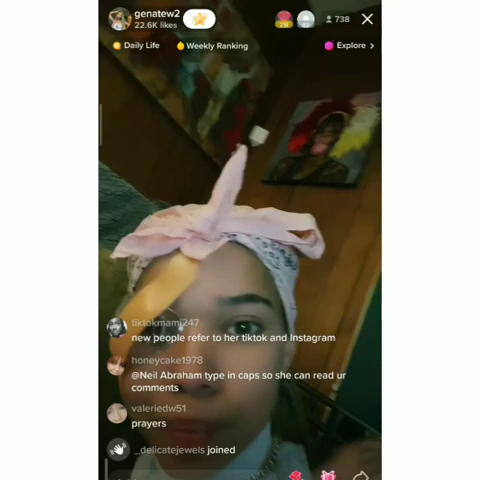 genatew2
22.6K likes
738
Daily Life
Weekly Ranking
Explore >
tiktokmami247
new people refer to her tiktok and Instagram
honeycake1978
@Neil Abraham type in caps so she can read ur
comments
valeriedw51
prayers
_delicatejewels joined